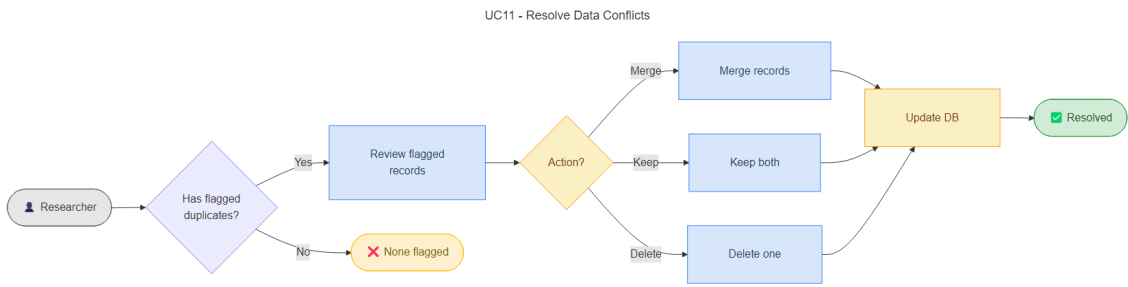 UC11 - Resolve Data Conflicts
Researcher
Has flagged
duplicates?
Yes
No
Review flagged
records
None flagged
Action?
Merge
Keep
Delete
Merge records
Keep both
Delete one
Update DB
Resolved